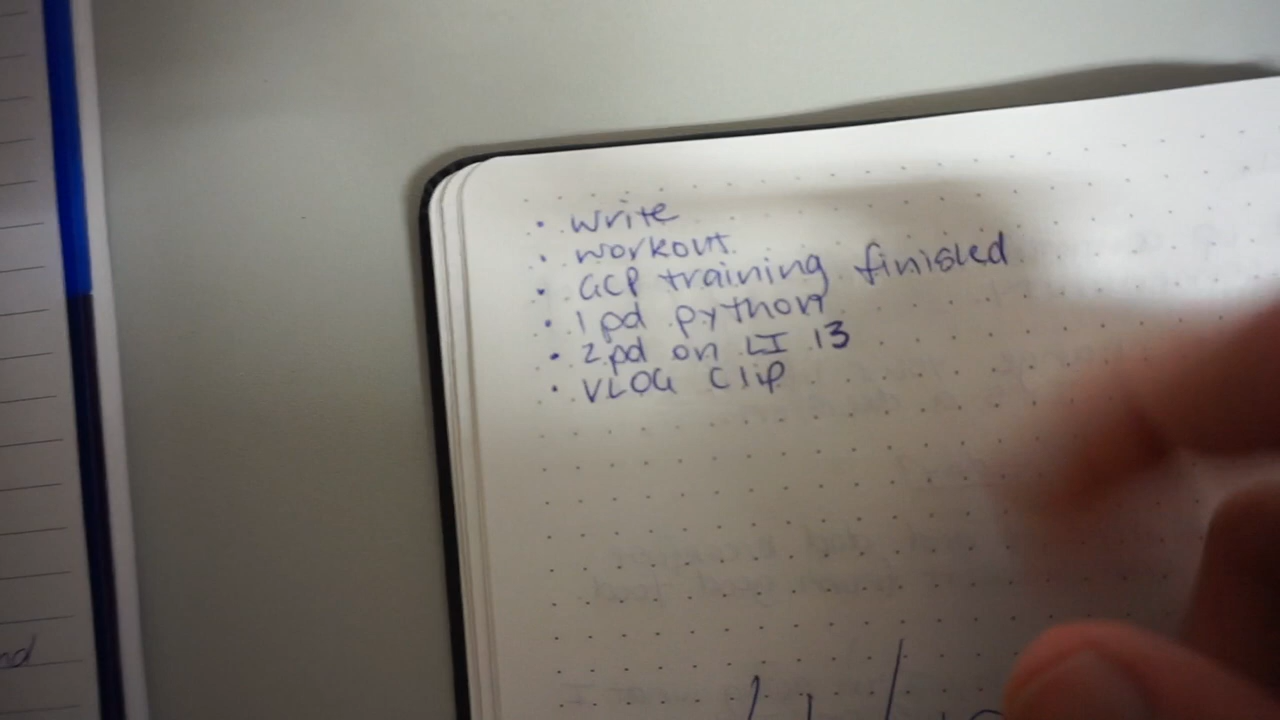 • write
• workout.
• GCP training finished
• 1 pd python
• 2 pd on LI 13
• VLOG Clip